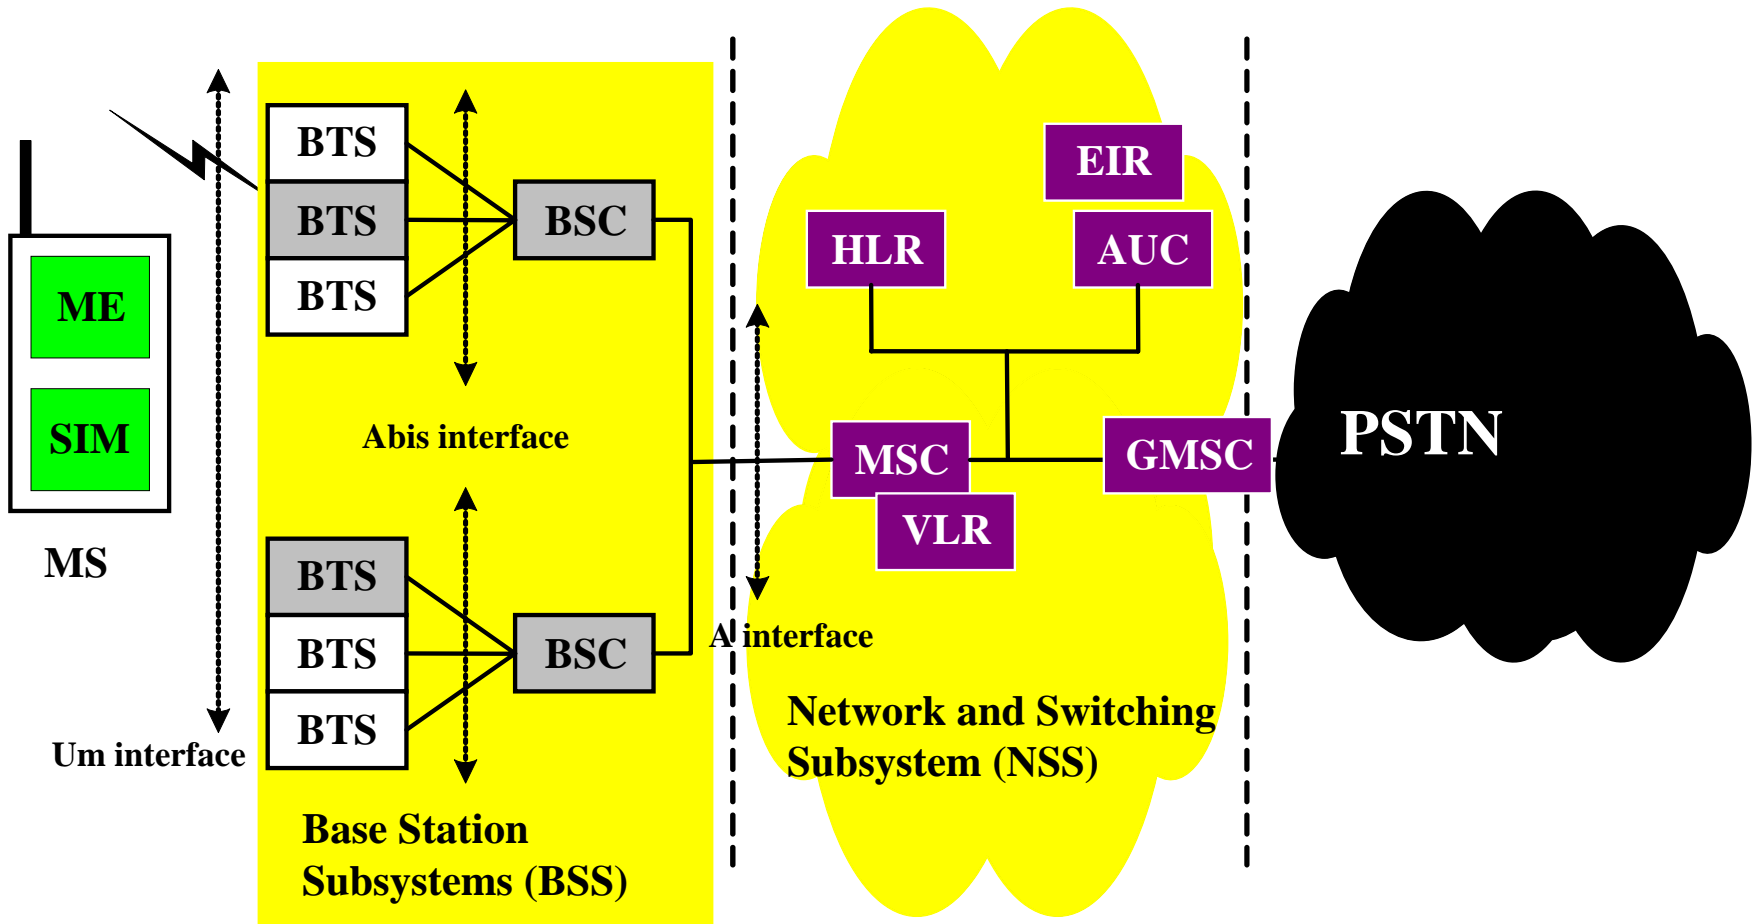 ME
SIM
MS
Um interface
BTS
BTS
BTS
BSC
Abis interface
BTS
BTS
BTS
BSC
Base Station
Subsystems (BSS)
A interface
EIR
HLR
AUC
MSC
VLR
GMSC
Network and Switching
Subsystem (NSS)
PSTN